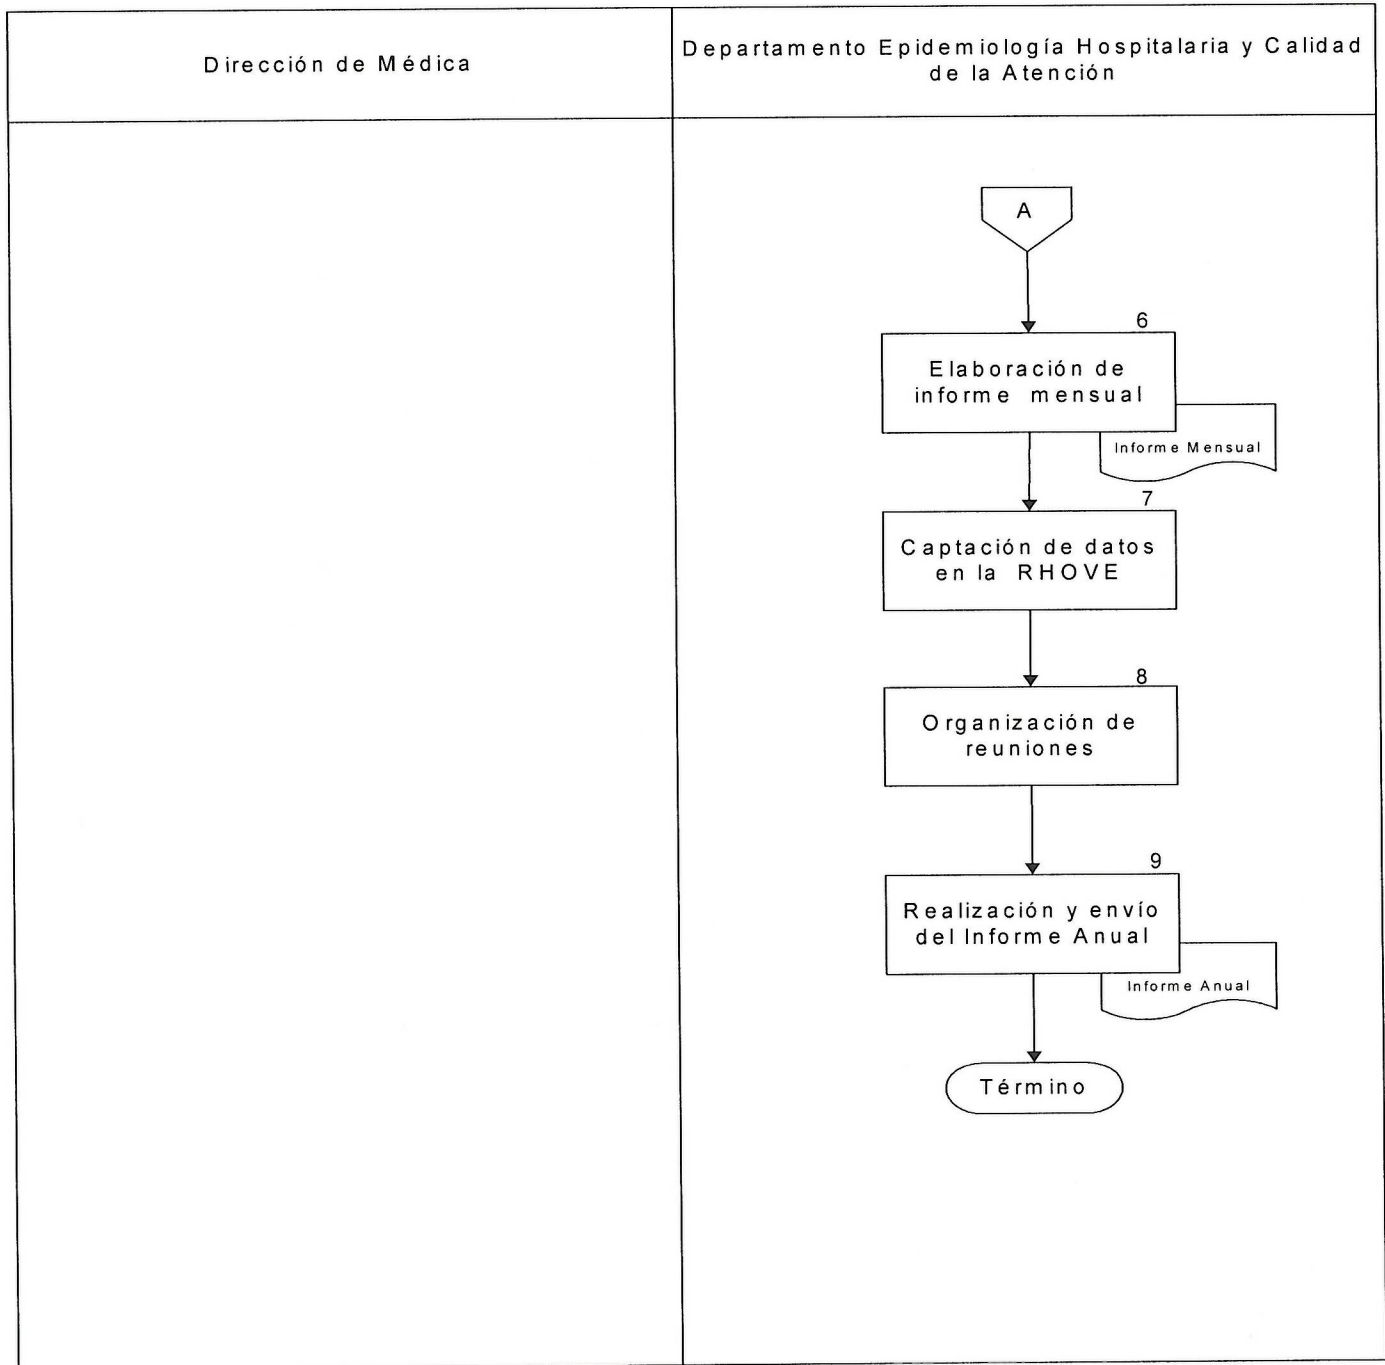 Dirección de Médica
Departamento Epidemiología Hospitalaria y Calidad
de la Atención
A
6
Elaboración de
informe mensual
Informe Mensual
7
Captación de datos
en la RHOVE
8
Organización de
reuniones
9
Realización y envío
del Informe Anual
Informe Anual
Término